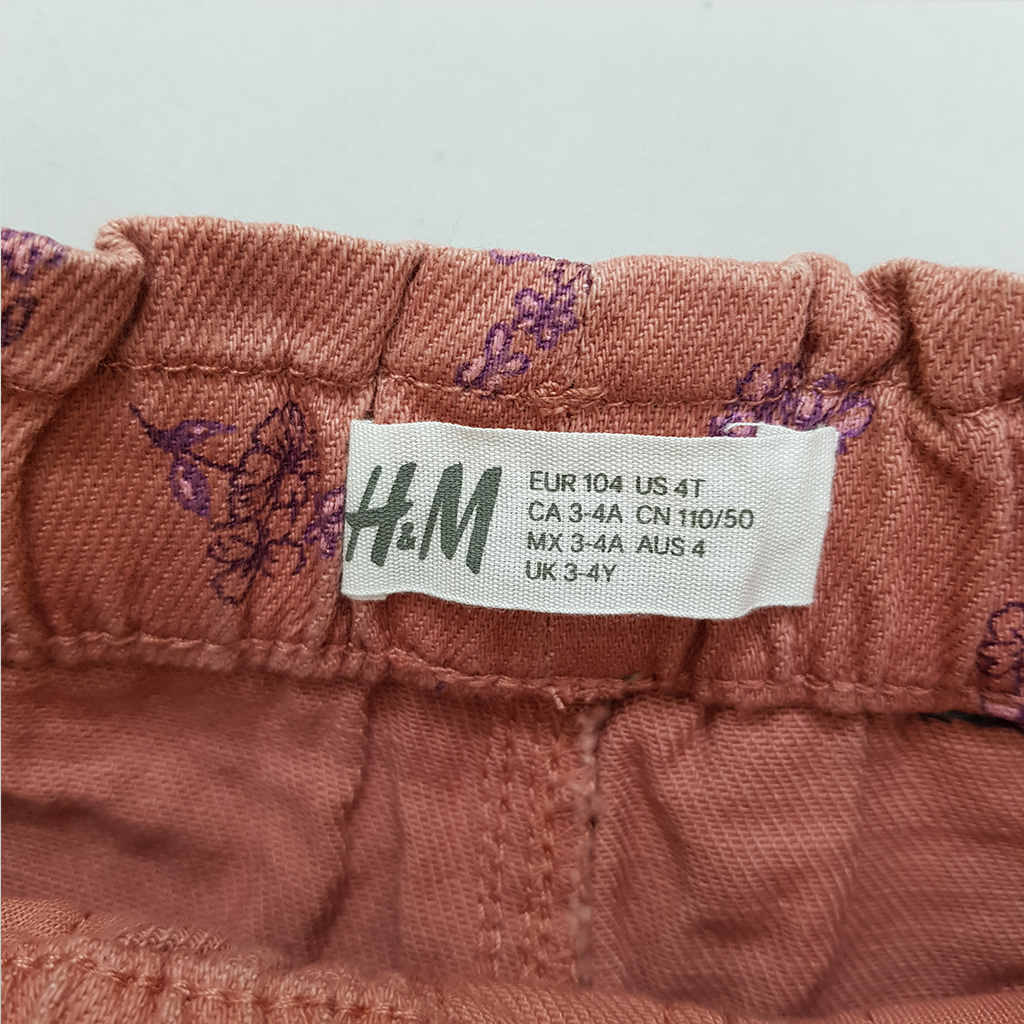 H&M
EUR 104 US 4T
CA 3-4A CN 110/50
MX 3-4A AUS 4
UK 3-4Y